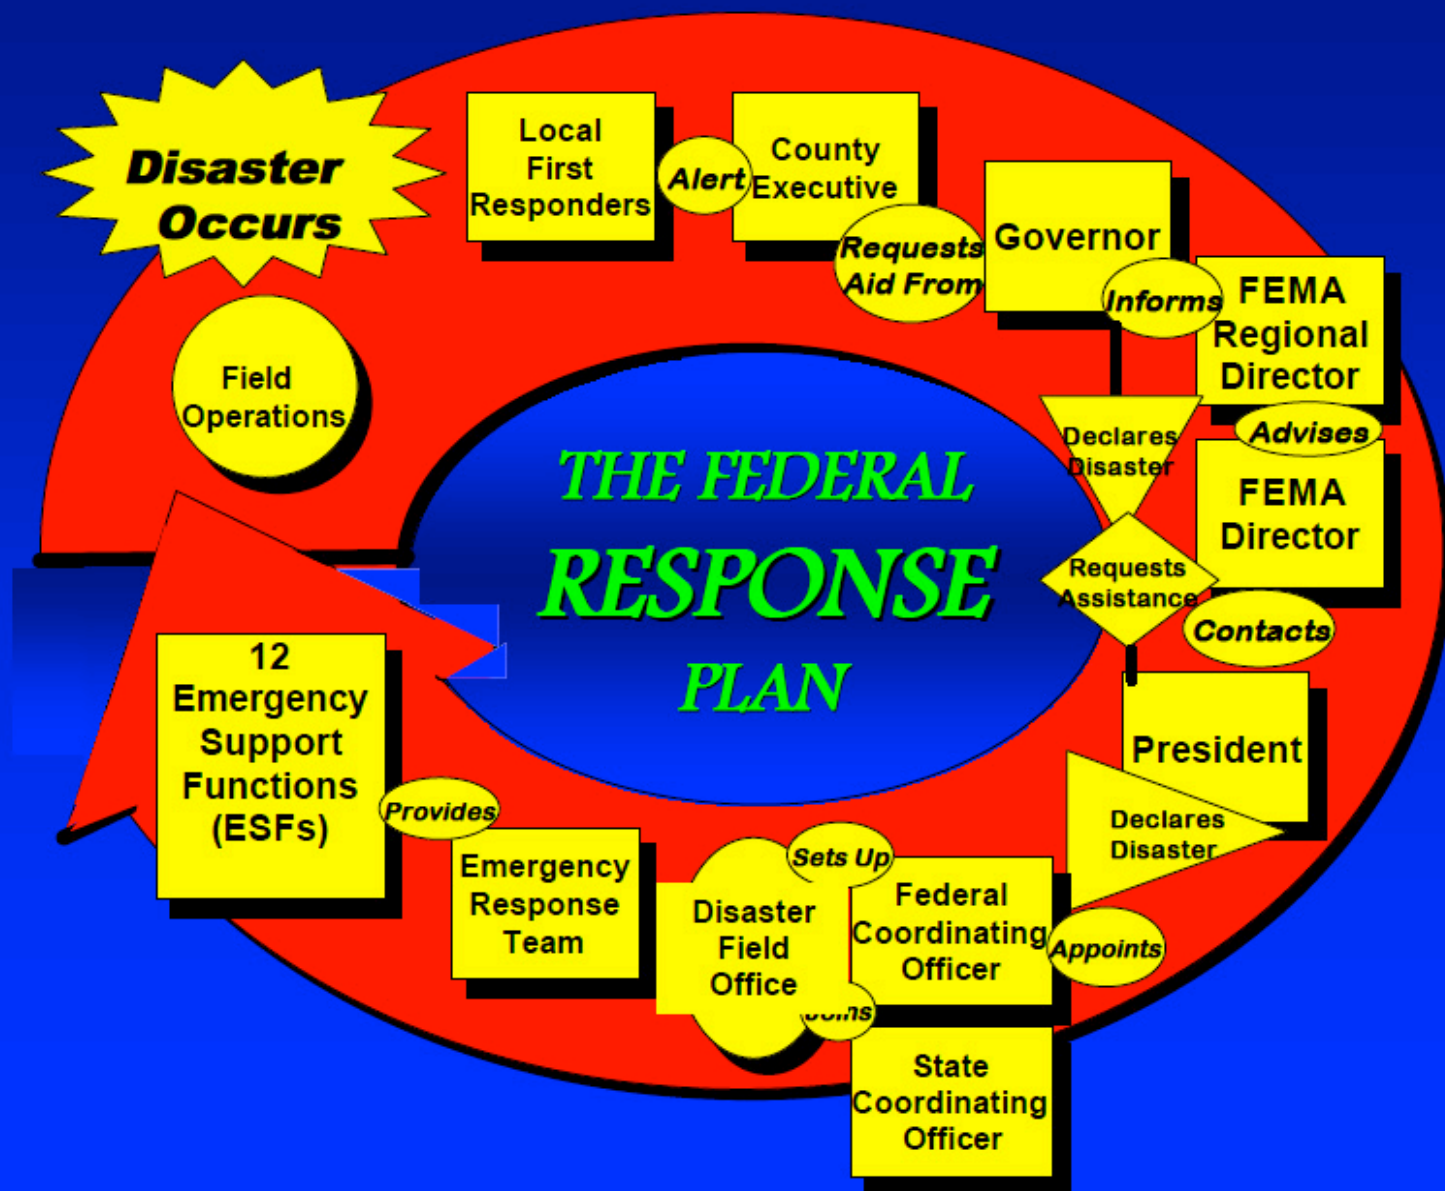 Disaster
Occurs
Local
First
Responders
Alert
County
Executive
Requests
Aid From
Governor
Informs
FEMA
Regional
Director
Advises
FEMA
Director
Contacts
Declares
Disaster
Requests
Assistance
President
Declares
Disaster
Appoints
Federal
Coordinating
Officer
Sets Up
Disaster
Field
Office
Joins
State
Coordinating
Officer
Emergency
Response
Team
Provides
12
Emergency
Support
Functions
(ESFs)
Field
Operations
THE FEDERAL
RESPONSE
PLAN